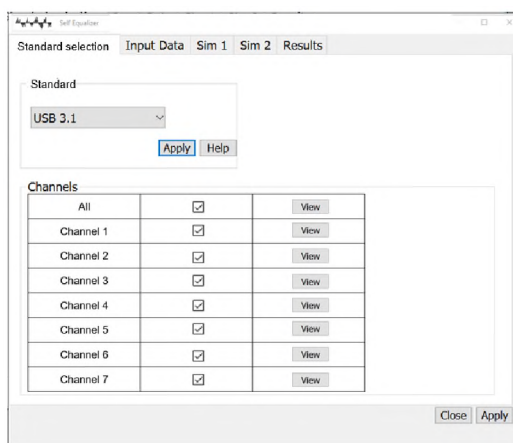 Self Equalizer
Standard selection Input Data Sim 1 Sim 2 Results
Standard
USB 3.1
Apply Help
Channels
All View
Channel 1 View
Channel 2 View
Channel 3 View
Channel 4 View
Channel 5 View
Channel 6 View
Channel 7 View
Close Apply